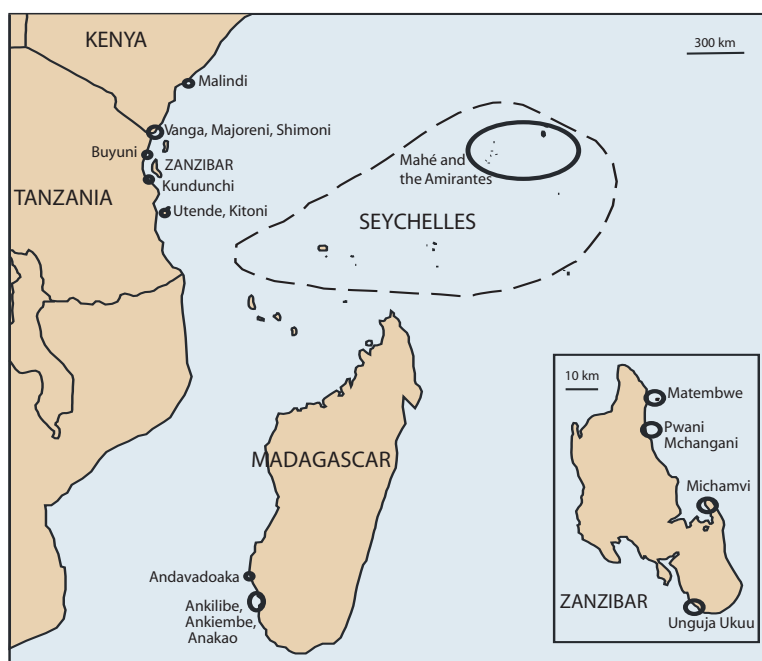 KENYA
300 km
Malindi
Vanga, Majoreni, Shimoni
Buyuni
ZANZIBAR
Mahé and
the Amirantes
Kundunchi
TANZANIA
Utende, Kitoni
SEYCHELLES
10 km
Matembwe
Pwani
Mchangani
MADAGASCAR
Michamvi
Andavadoaka
Ankilibe,
Ankiembe,
Anakao
ZANZIBAR
Unguja Ukuu